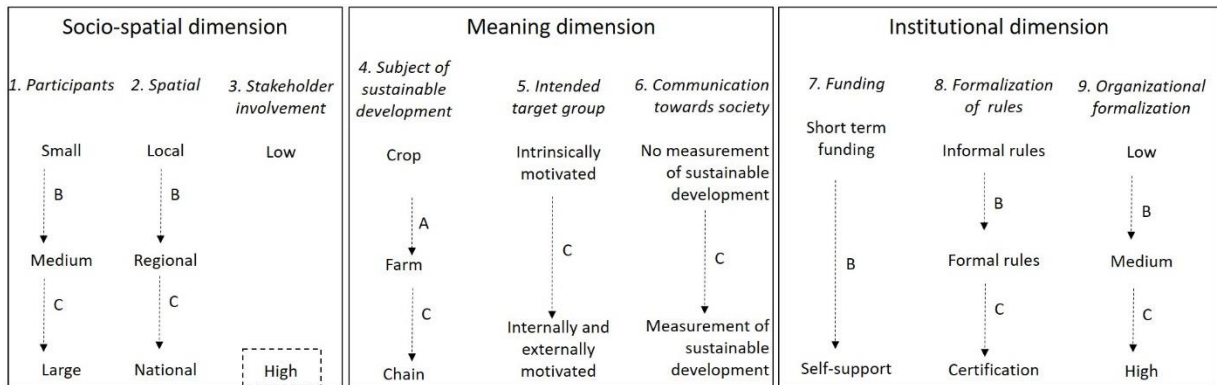 Socio-spatial dimension
1. Participants
2. Spatial
3. Stakeholder
involvement
Small
Local
Low
B
B
Medium
Regional
C
C
Large
National
High
Meaning dimension
4. Subject of
sustainable
development
5. Intended
target group
6. Communication
towards society
Crop
Intrinsically
motivated
No measurement
of sustainable
development
A
Farm
C
C
C
Chain
Internally and
externally
motivated
Measurement of
sustainable
development
Institutional dimension
7. Funding
8. Formalization
of rules
9. Organizational
formalization
Short term
funding
Informal rules
Low
B
B
B
Formal rules
Medium
C
C
Self-support
Certification
High